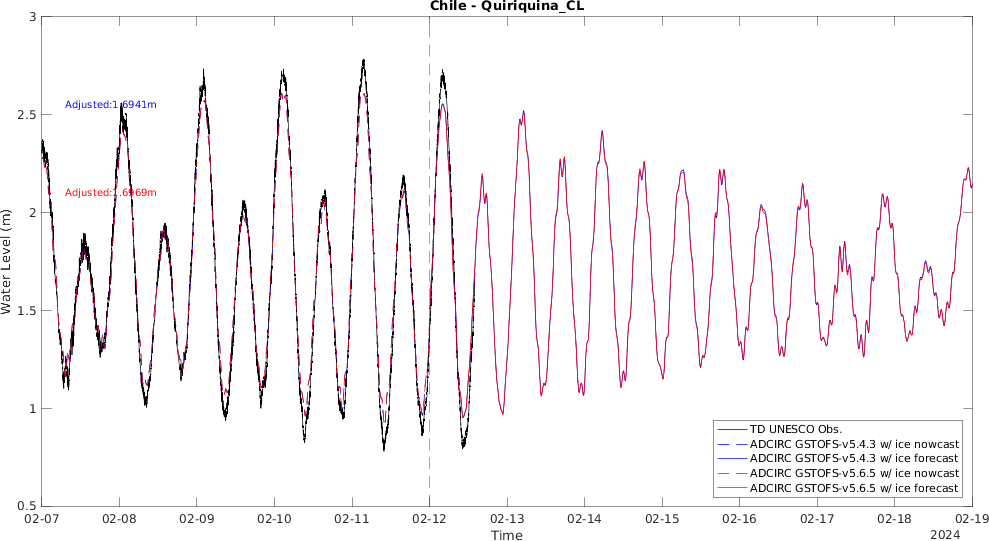 Chile - Quiriquina_CL
3
2.5
2
1.5
1
0.5
Water Level (m)
Adjusted:1.6941m
Adjusted:1.6969m
TD UNESCO Obs.
ADCIRC GSTOFS-v5.4.3 w/ ice nowcast
ADCIRC GSTOFS-v5.4.3 w/ ice forecast
ADCIRC GSTOFS-v5.6.5 w/ ice nowcast
ADCIRC GSTOFS-v5.6.5 w/ ice forecast
02-07 02-08 02-09 02-10 02-11 02-12 02-13 02-14 02-15 02-16 02-17 02-18 02-19
Time
2024